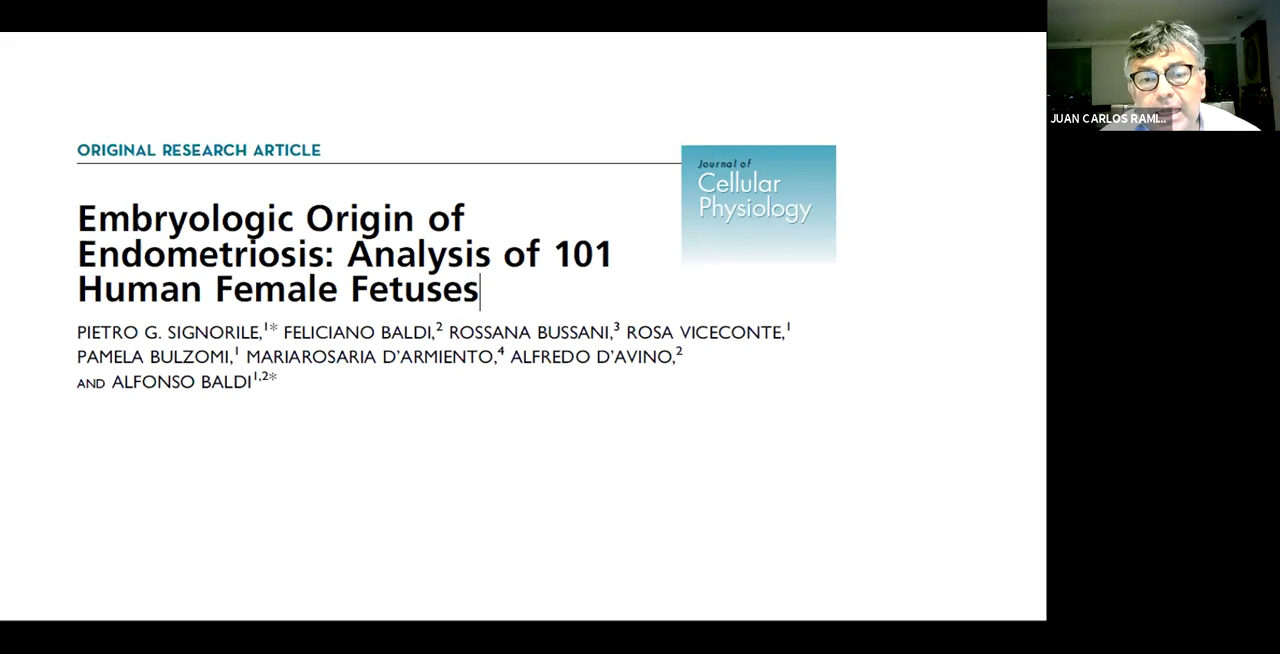 ORIGINAL RESEARCH ARTICLE
Journal of
Cellular
Physiology
Embryologic Origin of
Endometriosis: Analysis of 101
Human Female Fetuses
PIETRO G. SIGNORILE,1* FELICIANO BALDI,2 ROSSANA BUSSANI,3 ROSA VICECONTE,1
PAMELA BULZOMI,1 MARIAROSARIA D'ARMIENTO,4 ALFREDO D'AVINO,2
AND ALFONSO BALDI1,2*
JUAN CARLOS RAMI...